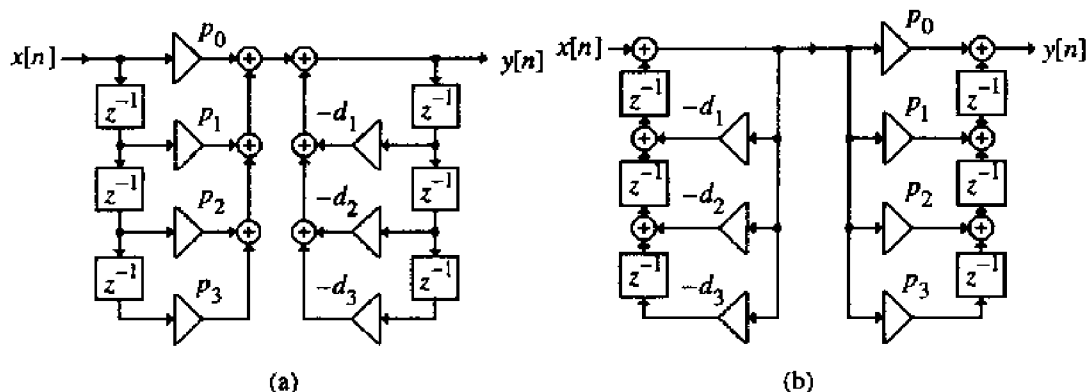 x[n] p₀ y[n]
z⁻¹ z⁻¹
p₁ -d₁
z⁻¹ z⁻¹
p₂ -d₂
z⁻¹ z⁻¹
p₃ -d₃
(a)
x[n] p₀ y[n]
z⁻¹ z⁻¹
-d₁ p₁
z⁻¹ z⁻¹
-d₂ p₂
z⁻¹ z⁻¹
-d₃ p₃
(b)